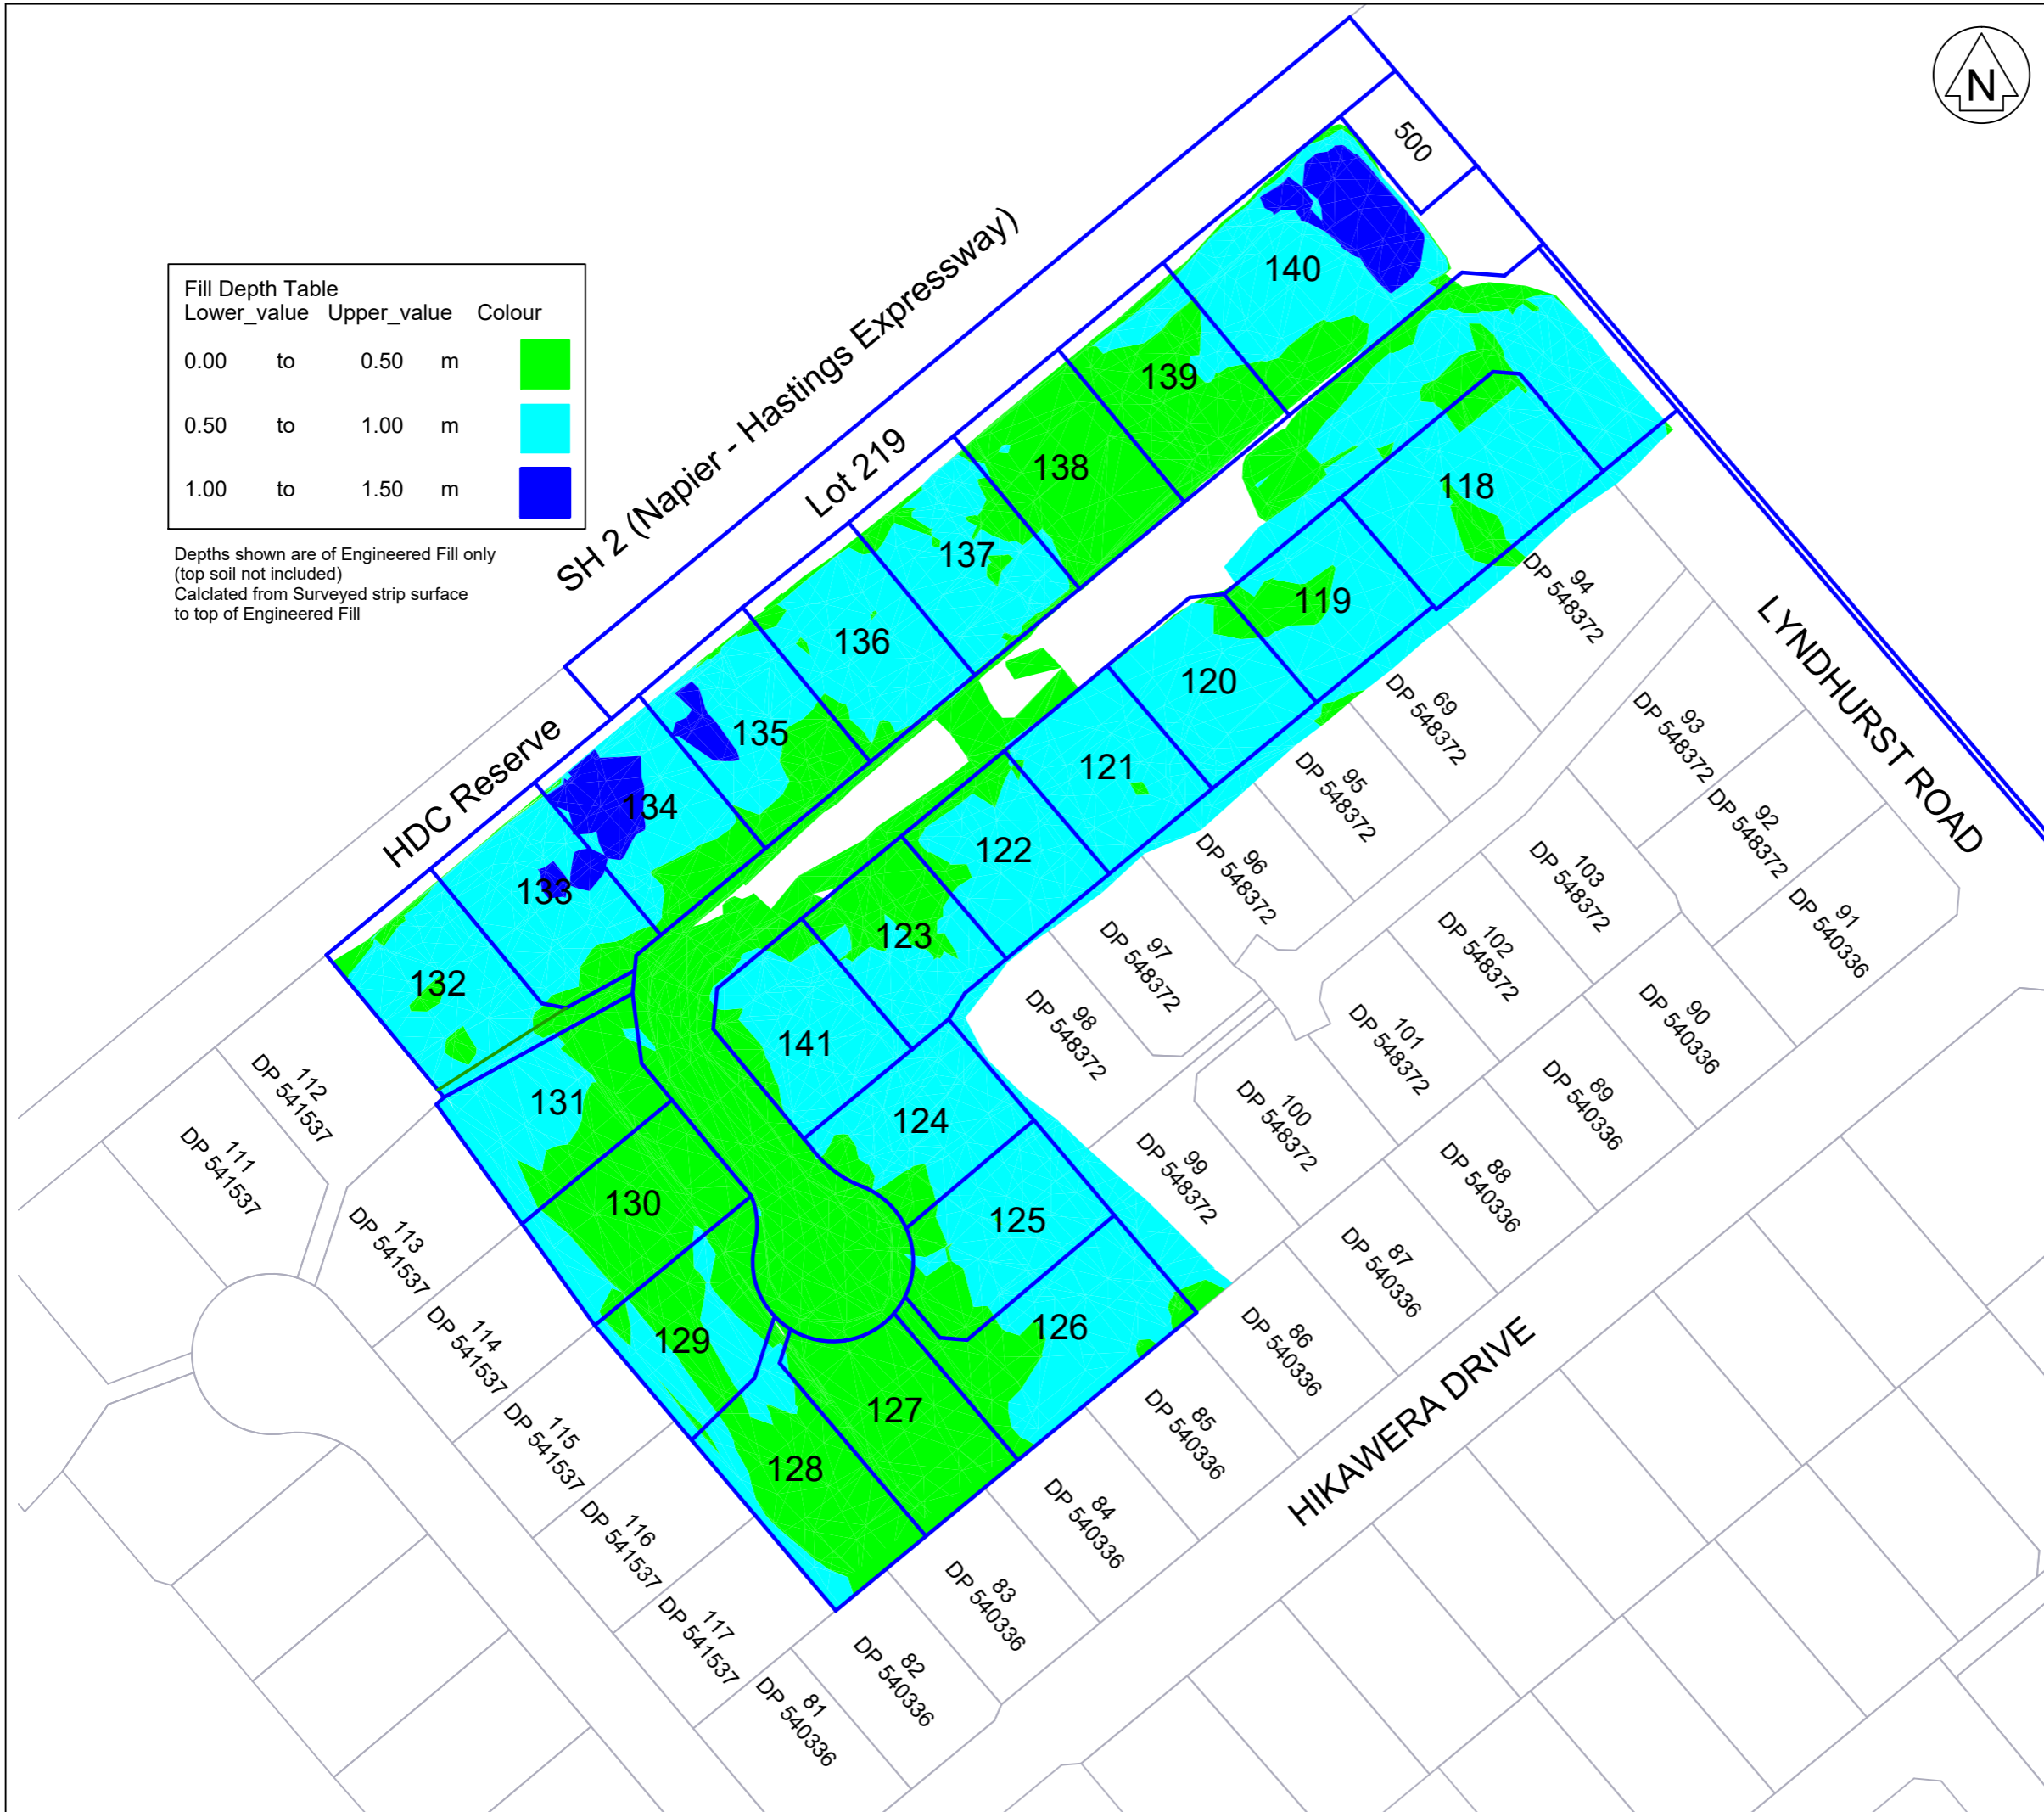 N
500
SH 2 (Napier - Hastings Expressway)
Lot 219
HDC Reserve
Fill Depth Table
Lower_value Upper_value Colour
0.00 to 0.50 m
0.50 to 1.00 m
1.00 to 1.50 m
Depths shown are of Engineered Fill only
(top soil not included)
Calclated from Surveyed strip surface
to top of Engineered Fill
140
139
138
137
136
135
134
133
132
118
119
120
121
122
123
141
124
125
126
127
128
129
130
131
LYNDHURST ROAD
HIKAWERA DRIVE
94
DP 548372
69
DP 548372
95
DP 548372
96
DP 548372
97
DP 548372
98
DP 548372
99
DP 548372
100
DP 548372
101
DP 548372
102
DP 548372
103
DP 548372
93
DP 548372
92
DP 548372
91
DP 540336
90
DP 540336
89
DP 540336
88
DP 540336
87
DP 540336
86
DP 540336
85
DP 540336
84
DP 540336
83
DP 540336
82
DP 540336
81
DP 540336
111
DP 541537
112
DP 541537
113
DP 541537
114
DP 541537
115
DP 541537
116
DP 541537
117
DP 541537